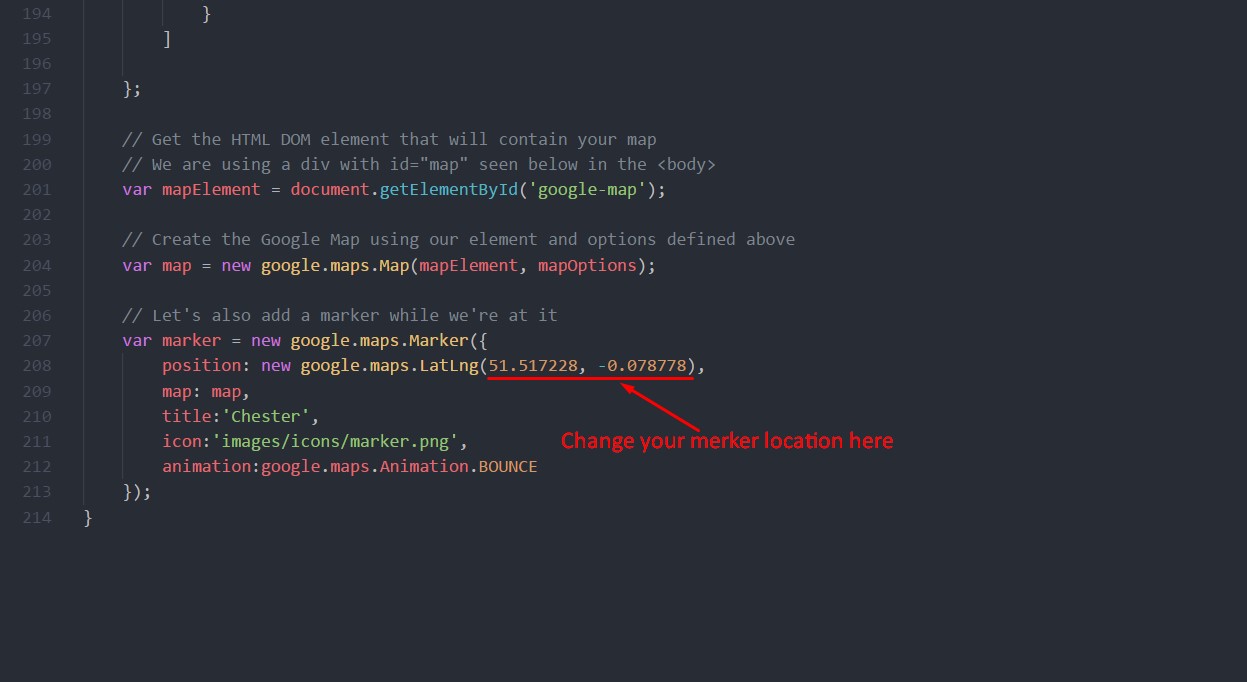 194 }
195 ]
196
197 };
198
199 // Get the HTML DOM element that will contain your map
200 // We are using a div with id="map" seen below in the <body>
201 var mapElement = document.getElementById('google-map');
202
203 // Create the Google Map using our element and options defined above
204 var map = new google.maps.Map(mapElement, mapOptions);
205
206 // Let's also add a marker while we're at it
207 var marker = new google.maps.Marker({
208 position: new google.maps.LatLng(51.517228, -0.078778),
209 map: map,
210 title:'Chester',
211 icon:'images/icons/marker.png',
Change your merker location here
212 animation:google.maps.Animation.BOUNCE
213 });
214 }